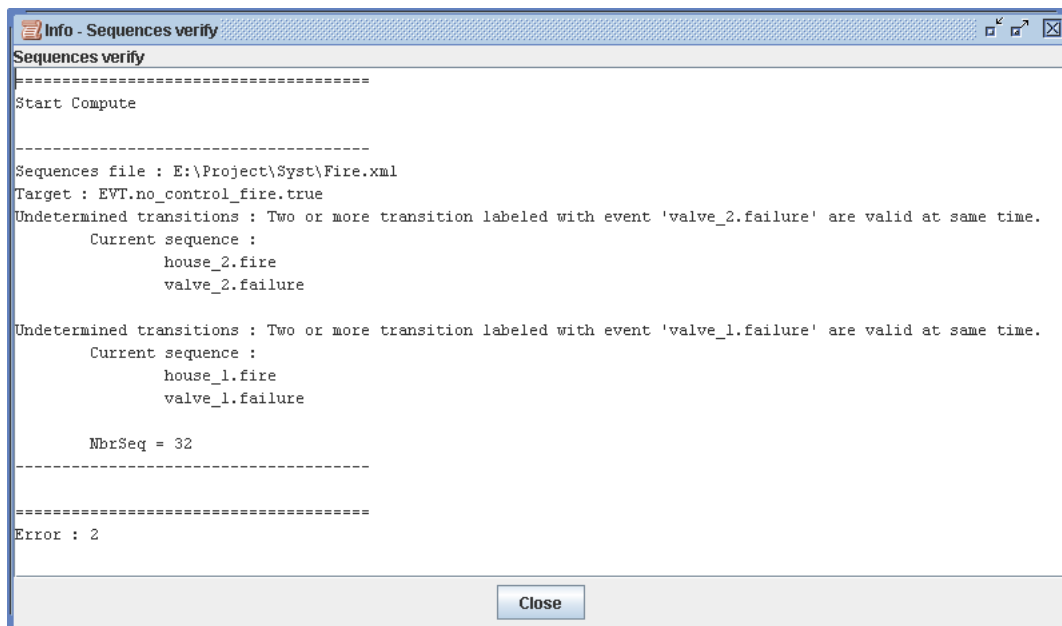 Info - Sequences verify
Sequences verify
======================================
Start Compute
--------------------------------------
Sequences file : E:\Project\Syst\Fire.xml
Target : EVT.no_control_fire.true
Undetermined transitions : Two or more transition labeled with event 'valve_2.failure' are valid at same time.
Current sequence :
house_2.fire
valve_2.failure
Undetermined transitions : Two or more transition labeled with event 'valve_1.failure' are valid at same time.
Current sequence :
house_1.fire
valve_1.failure
NbrSeq = 32
--------------------------------------
======================================
Error : 2
Close